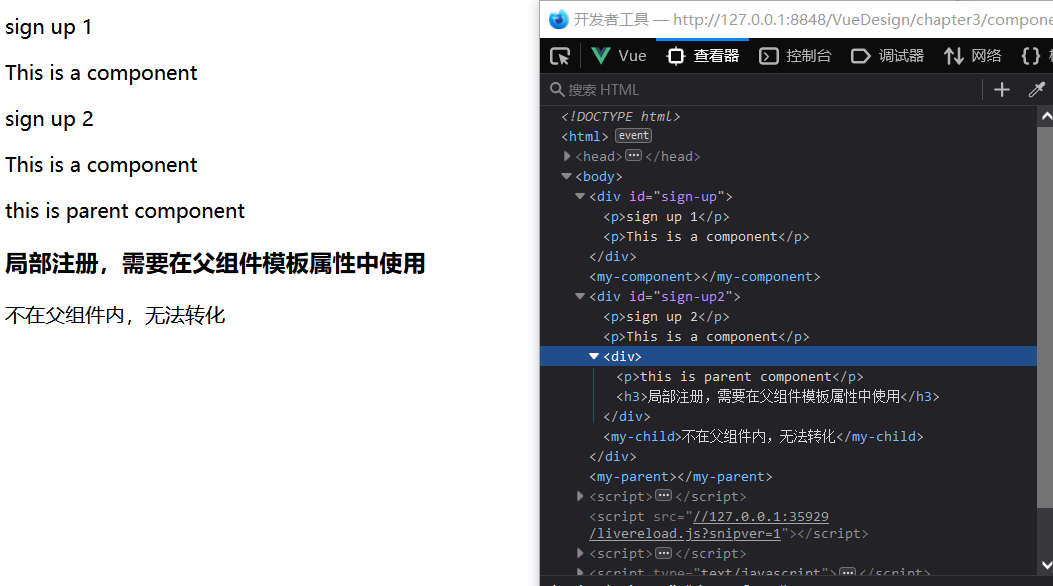 sign up 1
This is a component
sign up 2
This is a component
this is parent component
局部注册，需要在父组件模板属性中使用
不在父组件内，无法转化
开发者工具 — http://127.0.0.1:8848/VueDesign/chapter3/compone
Vue 查看器 控制台 调试器 网络 {}
搜索 HTML
<!DOCTYPE html>
<html> event
<head> ••• </head>
<body>
<div id="sign-up">
<p>sign up 1</p>
<p>This is a component</p>
</div>
<my-component></my-component>
<div id="sign-up2">
<p>sign up 2</p>
<p>This is a component</p>
<div>
<p>this is parent component</p>
<h3>局部注册，需要在父组件模板属性中使用</h3>
</div>
<my-child>不在父组件内，无法转化</my-child>
</div>
<my-parent></my-parent>
<script> ••• </script>
<script src="//127.0.0.1:35929
/livereload.js?snipver=1"></script>
<script> ••• </script>
<script type="text/javascript"> ••• </script>